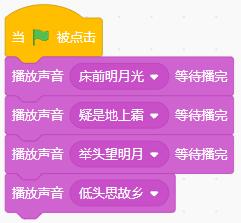 当 被点击
播放声音 床前明月光 等待播完
播放声音 疑是地上霜 等待播完
播放声音 举头望明月 等待播完
播放声音 低头思故乡